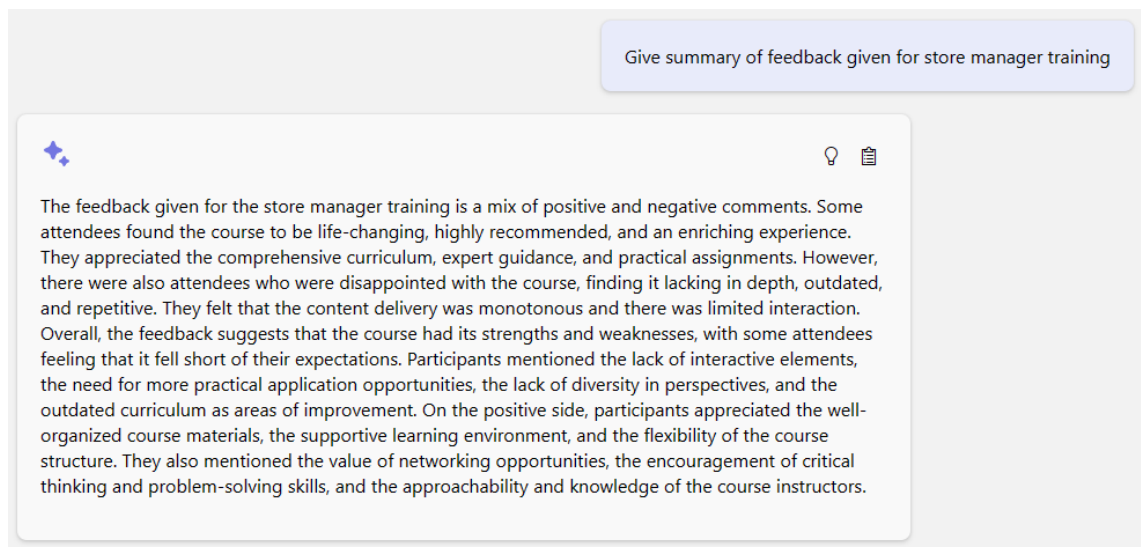 Give summary of feedback given for store manager training
The feedback given for the store manager training is a mix of positive and negative comments. Some
attendees found the course to be life-changing, highly recommended, and an enriching experience.
They appreciated the comprehensive curriculum, expert guidance, and practical assignments. However,
there were also attendees who were disappointed with the course, finding it lacking in depth, outdated,
and repetitive. They felt that the content delivery was monotonous and there was limited interaction.
Overall, the feedback suggests that the course had its strengths and weaknesses, with some attendees
feeling that it fell short of their expectations. Participants mentioned the lack of interactive elements,
the need for more practical application opportunities, the lack of diversity in perspectives, and the
outdated curriculum as areas of improvement. On the positive side, participants appreciated the well-
organized course materials, the supportive learning environment, and the flexibility of the course
structure. They also mentioned the value of networking opportunities, the encouragement of critical
thinking and problem-solving skills, and the approachability and knowledge of the course instructors.